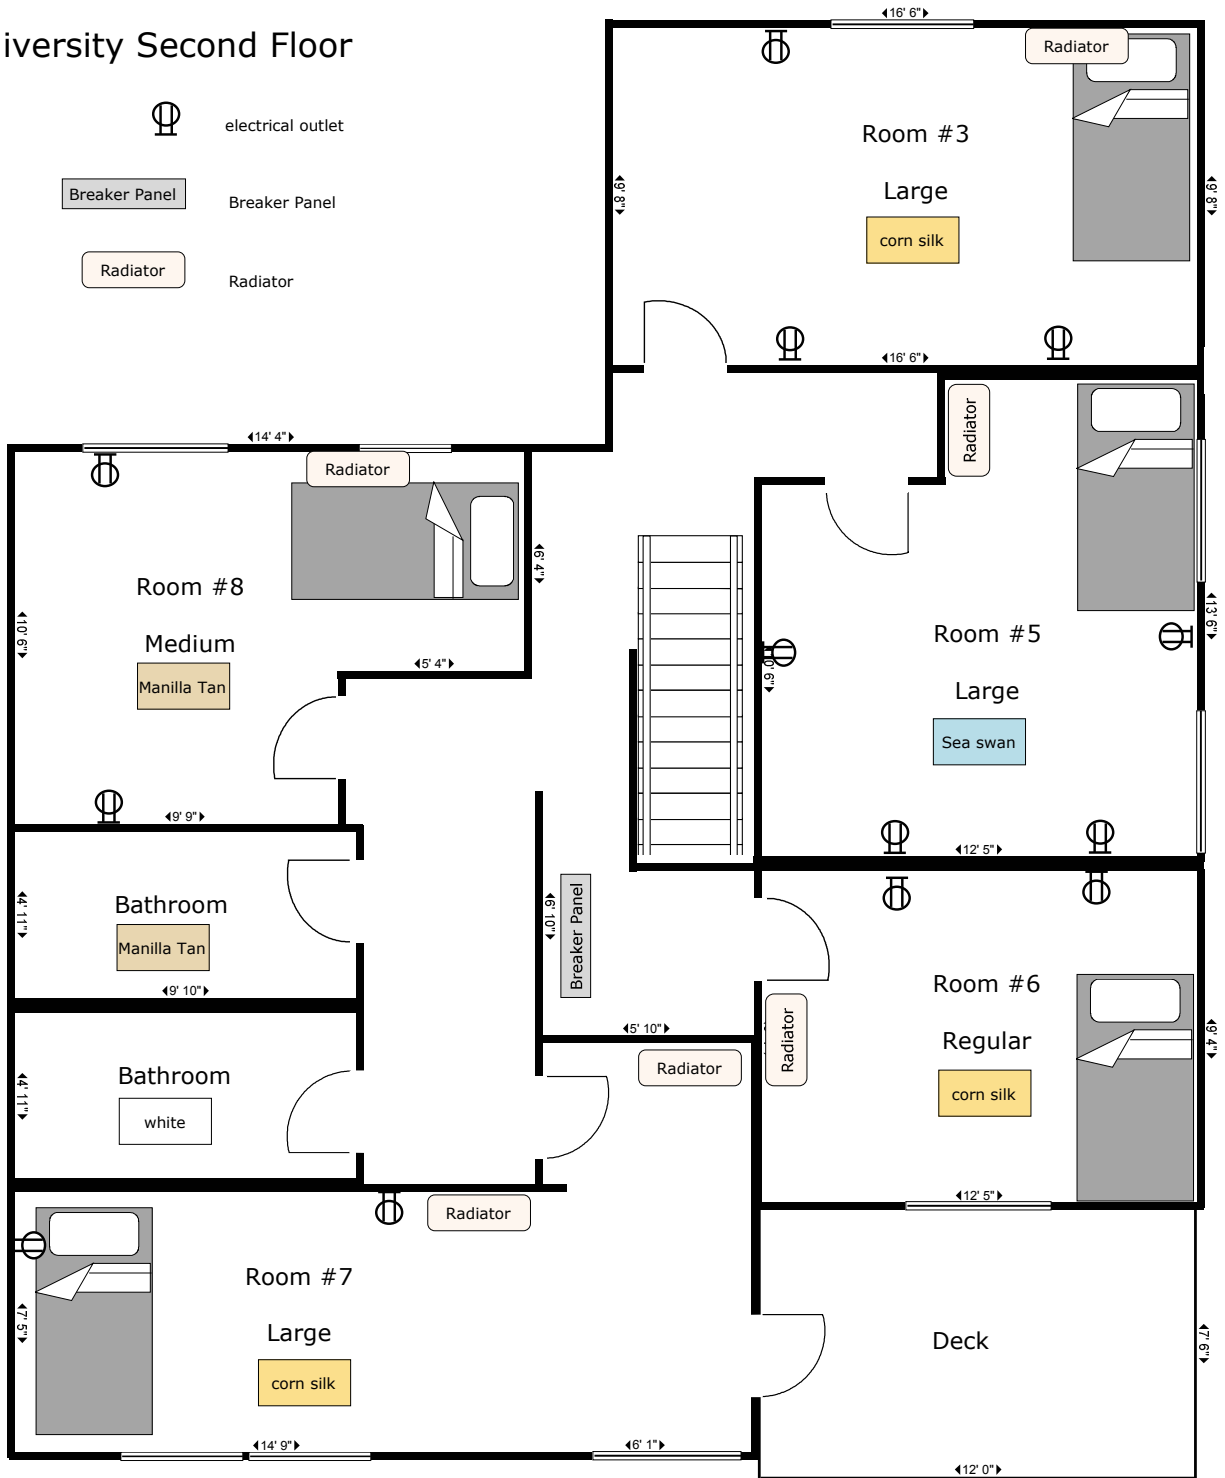 iversity Second Floor
electrical outlet
Breaker Panel
Breaker Panel
Radiator
Radiator
16' 6"
Radiator
Room #3
Large
corn silk
9' 8"
9' 8"
16' 6"
14' 4"
Radiator
Radiator
Room #8
Medium
Manilla Tan
10' 6"
6' 4"
5' 4"
9' 9"
Room #5
Large
Sea swan
13' 6"
12' 5"
Bathroom
Manilla Tan
4' 11"
9' 10"
6' 10"
Breaker Panel
5' 10"
Room #6
Regular
corn silk
Radiator
9' 4"
12' 5"
Bathroom
white
4' 11"
Radiator
Radiator
Room #7
Large
corn silk
7' 5"
14' 9"
6' 1"
Deck
7' 6"
12' 0"